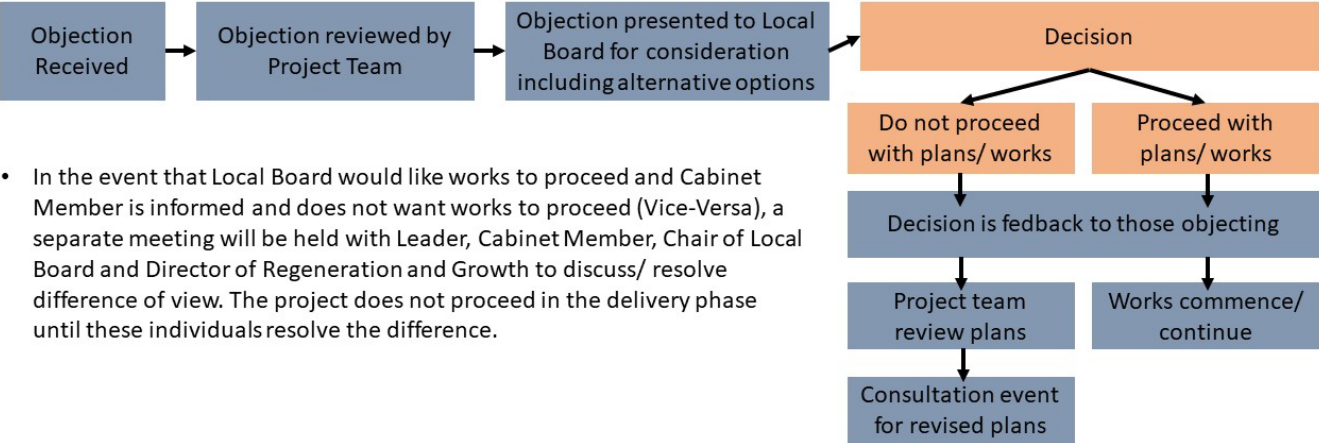 Objection
Received
Objection reviewed by
Project Team
Objection presented to Local
Board for consideration
including alternative options
Decision
Do not proceed
with plans/ works
Proceed with
plans/ works
Decision is fedback to those objecting
Project team
review plans
Works commence/
continue
Consultation event
for revised plans
• In the event that Local Board would like works to proceed and Cabinet
Member is informed and does not want works to proceed (Vice-Versa), a
separate meeting will be held with Leader, Cabinet Member, Chair of Local
Board and Director of Regeneration and Growth to discuss/ resolve
difference of view. The project does not proceed in the delivery phase
until these individuals resolve the difference.